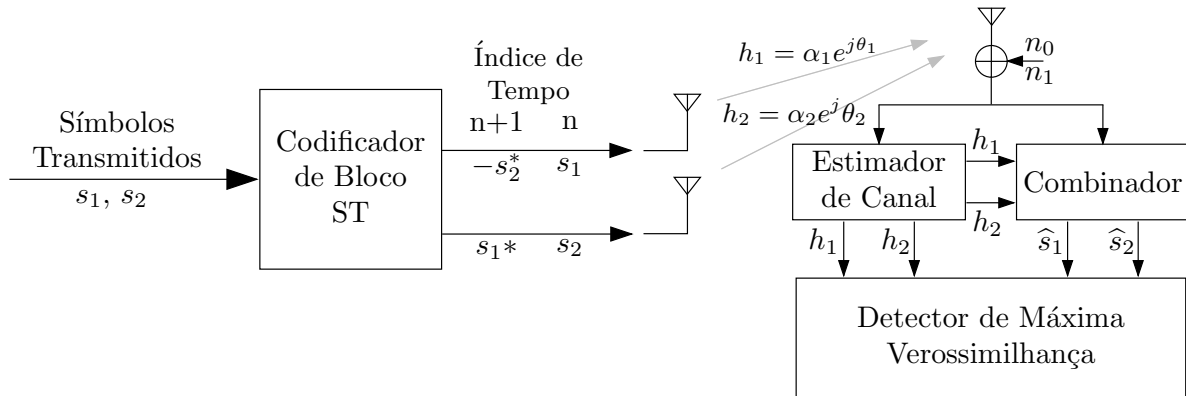 Símbolos
Transmitidos
s₁, s₂
Codificador
de Bloco
ST
Índice de
Tempo
n+1 n
−s₂* s₁
s₁* s₂
h₁ = α₁e^{jθ₁}
h₂ = α₂e^jθ₂
n₀
n₁
Estimador
de Canal
h₁
h₂
Combinador
h₁ h₂ ŝ₁ ŝ₂
Detector de Máxima
Verossimilhança